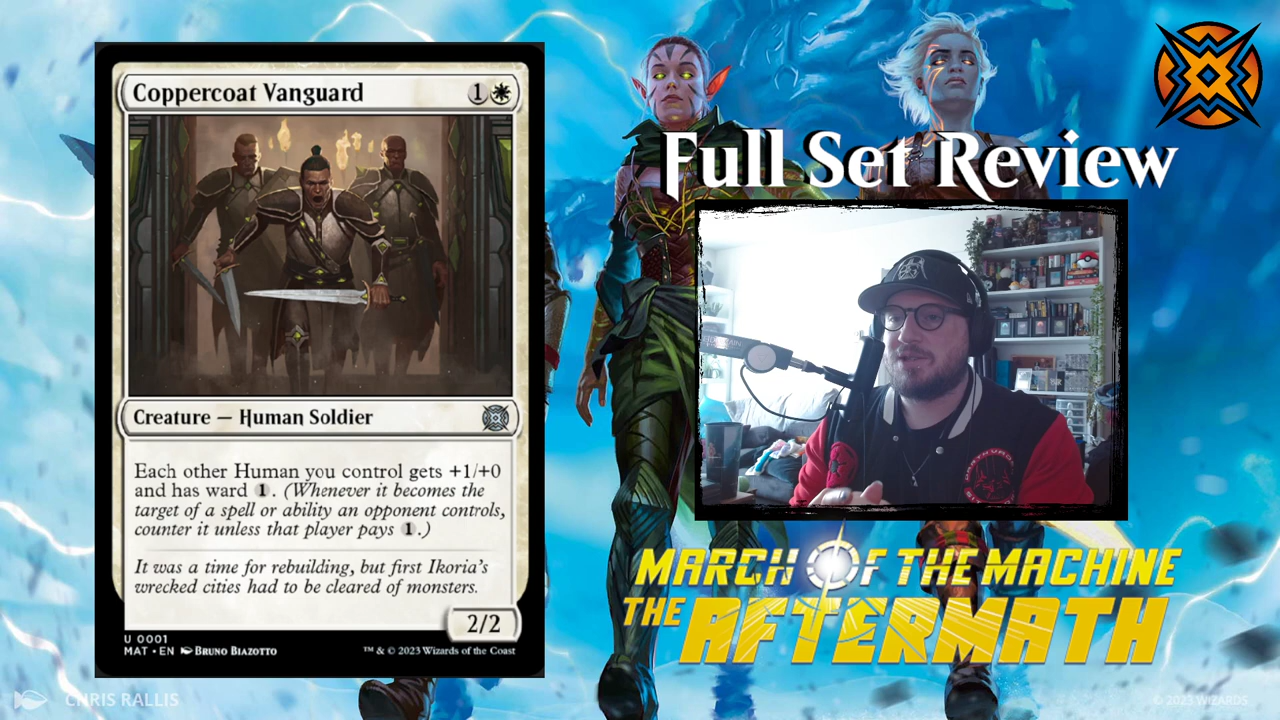 Coppercoat Vanguard 1
Creature — Human Soldier
Each other Human you control gets +1/+0
and has ward 1. (Whenever it becomes the
target of a spell or ability an opponent controls,
counter it unless that player pays 1.)
It was a time for rebuilding, but first Ikoria's
wrecked cities had to be cleared of monsters.
2/2
U 0001
MAT • EN Bruno Biazotto
™ & © 2023 Wizards of the Coast
Full Set Review
MARCH OF THE MACHINE
THE AFTERMATH
CHRIS RALLIS
© 2023 WIZARDS